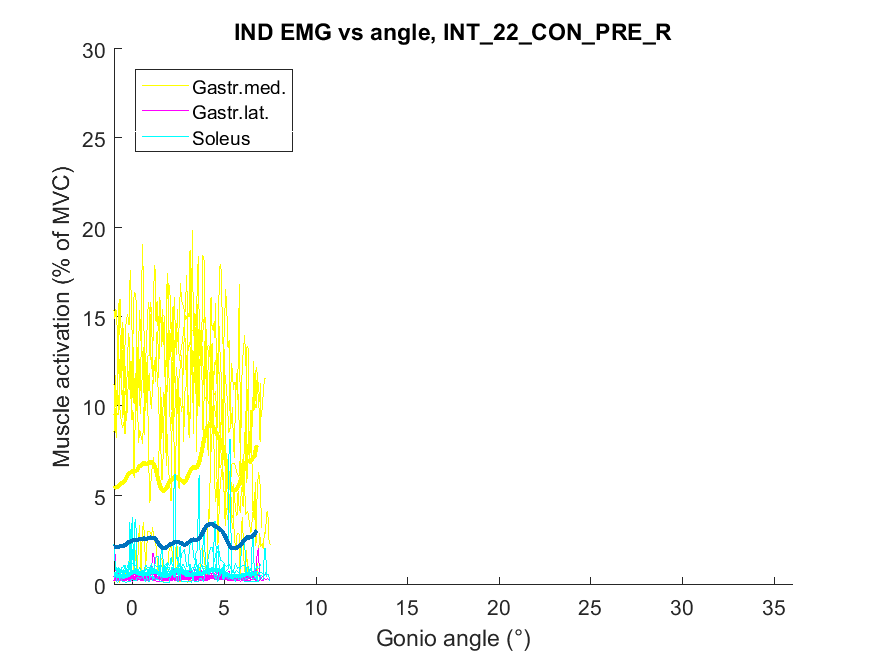 IND EMG vs angle, INT_22_CON_PRE_R
30
25
20
15
10
5
0
Muscle activation (% of MVC)
Gastr.med.
Gastr.lat.
Soleus
0 5 10 15 20 25 30 35
Gonio angle (°)